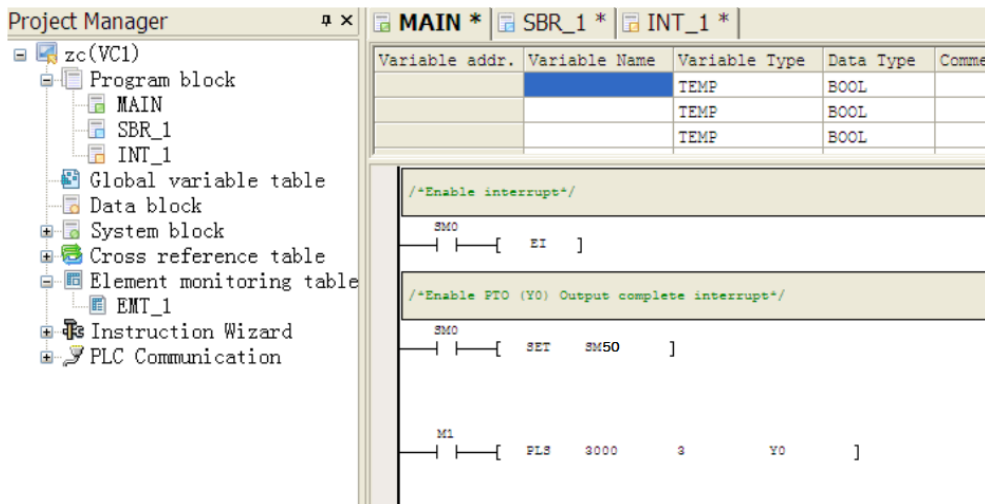 Project Manager
zc(VC1)
Program block
MAIN
SBR_1
INT_1
Global variable table
Data block
System block
Cross reference table
Element monitoring table
EMT_1
Instruction Wizard
PLC Communication
MAIN * SBR_1 * INT_1 *
Variable addr. Variable Name Variable Type Data Type Comme
TEMP BOOL
TEMP BOOL
TEMP BOOL
/*Enable interrupt*/
SM0
[ EI ]
/*Enable PTO (Y0) Output complete interrupt*/
SM0
[ SET SM50 ]
M1
[ PLS 3000 3 Y0 ]